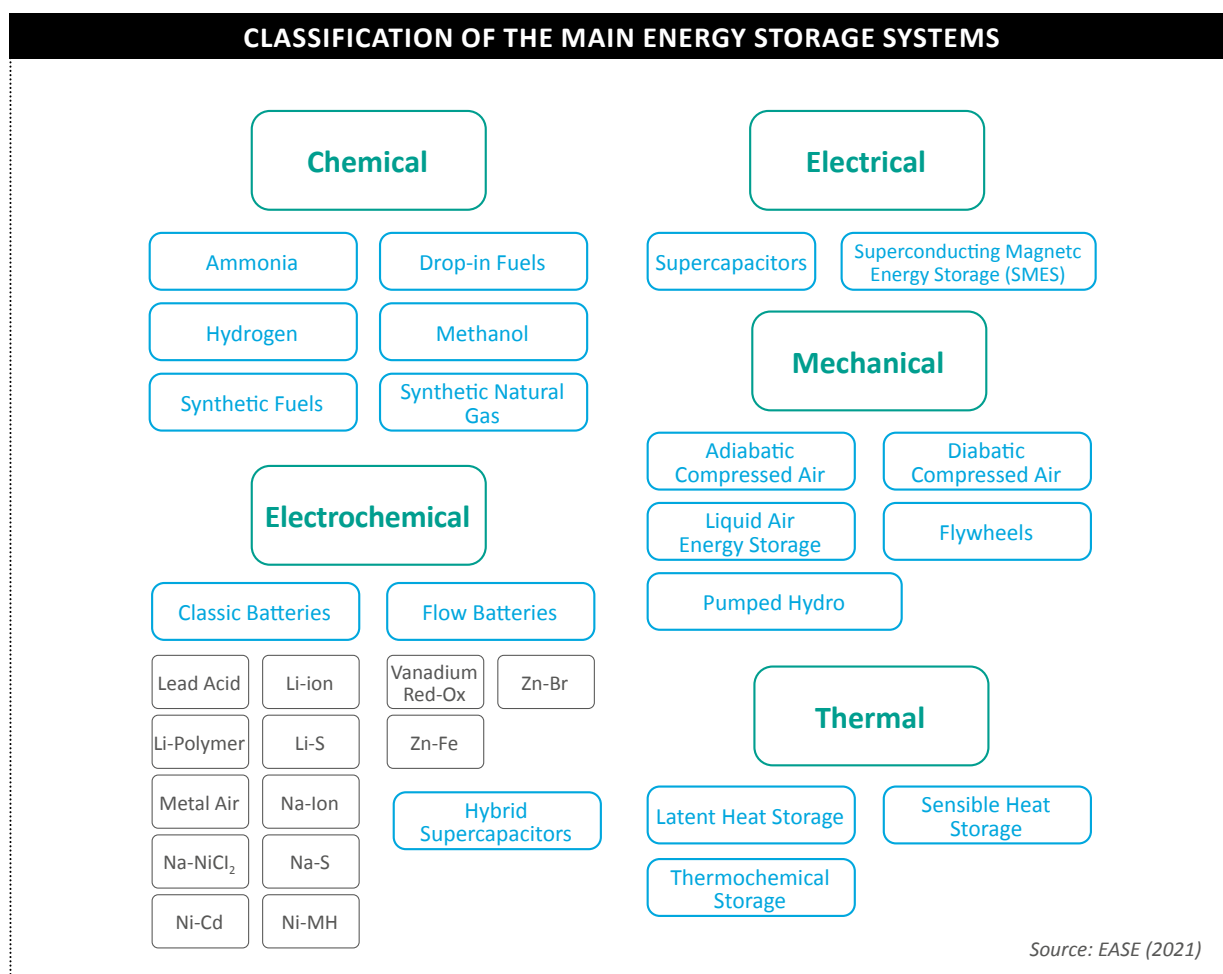 CLASSIFICATION OF THE MAIN ENERGY STORAGE SYSTEMS
Chemical
Ammonia
Drop-in Fuels
Hydrogen
Methanol
Synthetic Fuels
Synthetic Natural
Gas
Electrochemical
Classic Batteries
Flow Batteries
Lead Acid
Li-ion
Vanadium
Red-Ox
Zn-Br
Li-Polymer
Li-S
Zn-Fe
Metal Air
Na-Ion
Hybrid
Supercapacitors
Na-NiCl₂
Na-S
Ni-Cd
Ni-MH
Electrical
Supercapacitors
Superconducting Magnetc
Energy Storage (SMES)
Mechanical
Adiabatic
Compressed Air
Diabatic
Compressed Air
Liquid Air
Energy Storage
Flywheels
Pumped Hydro
Thermal
Latent Heat Storage
Sensible Heat
Storage
Thermochemical
Storage
Source: EASE (2021)